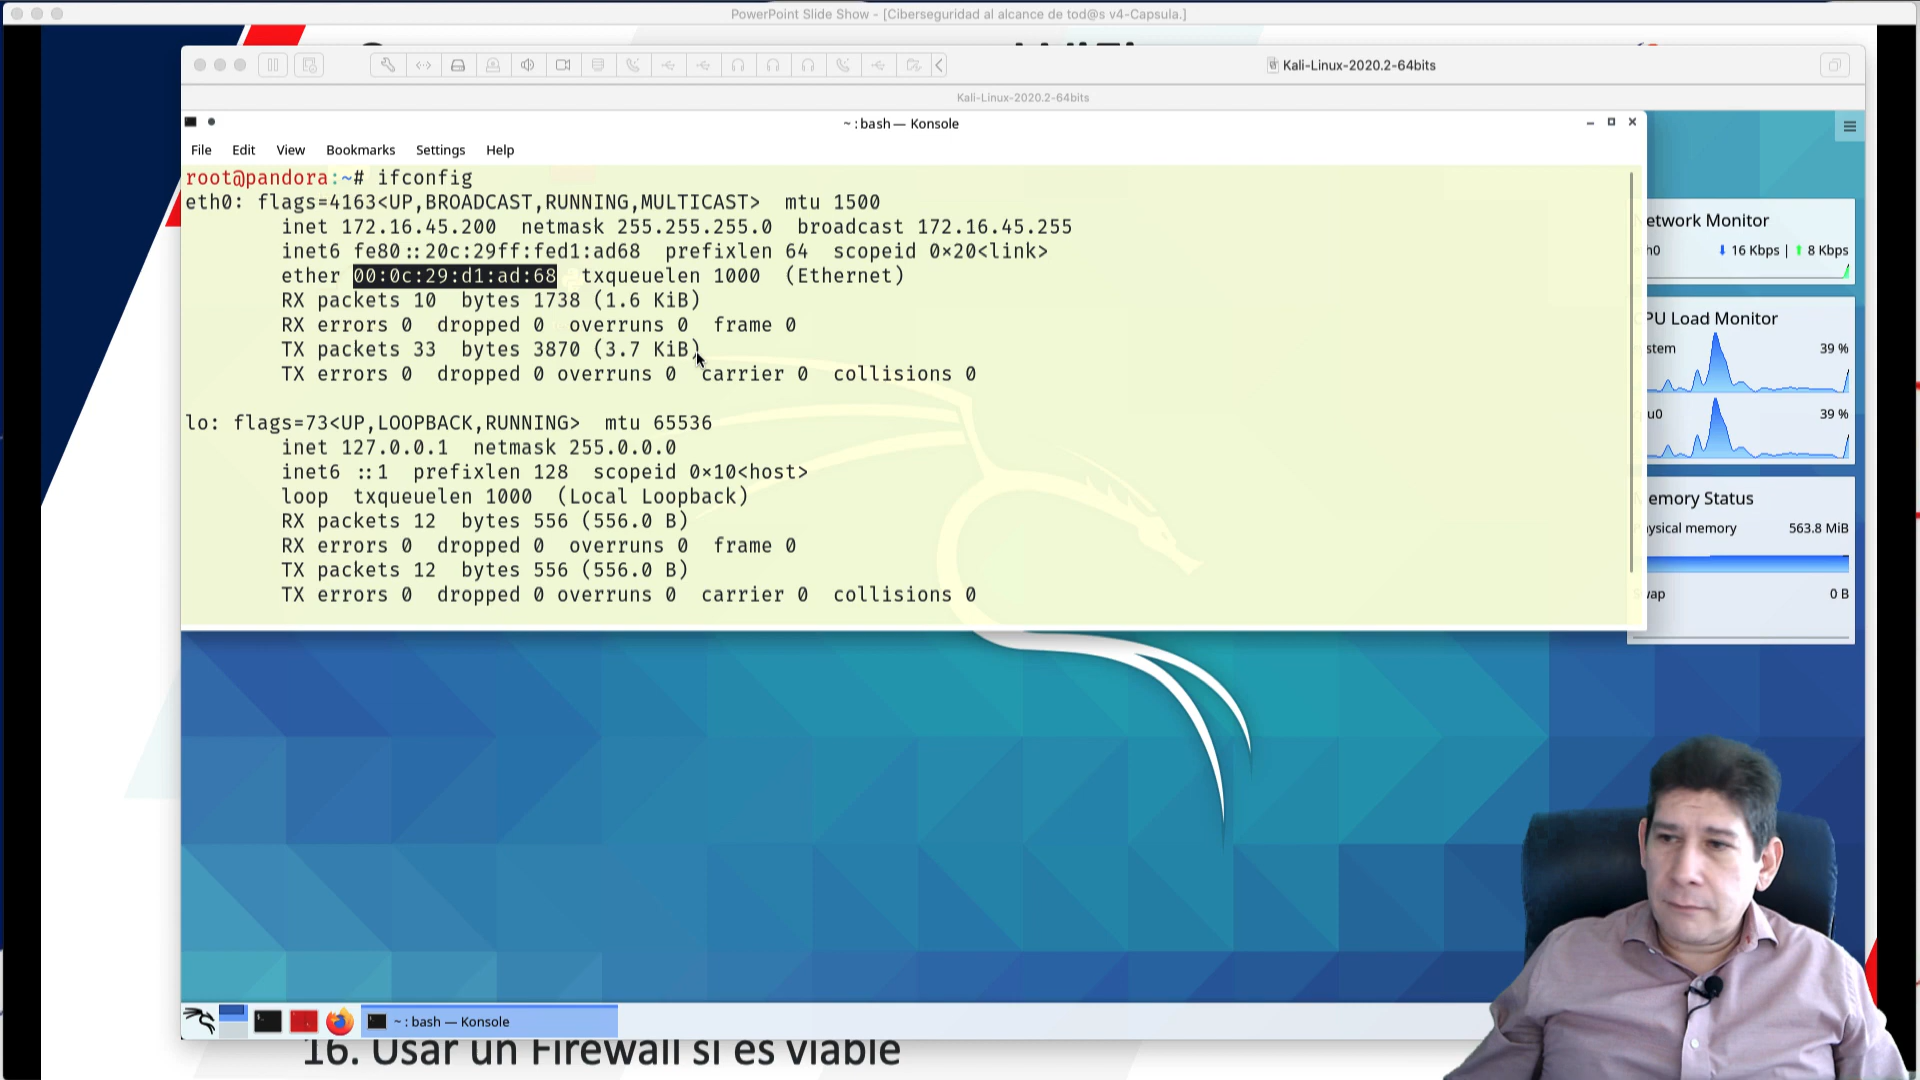 PowerPoint Slide Show - [Ciberseguridad al alcance de tod@s v4-Capsula.]
Kali-Linux-2020.2-64bits
Kali-Linux-2020.2-64bits
~ : bash — Konsole
File Edit View Bookmarks Settings Help
root@pandora:~# ifconfig
eth0: flags=4163<UP,BROADCAST,RUNNING,MULTICAST>  mtu 1500
inet 172.16.45.200  netmask 255.255.255.0  broadcast 172.16.45.255
inet6 fe80::20c:29ff:fed1:ad68  prefixlen 64  scopeid 0×20<link>
ether 00:0c:29:d1:ad:68  txqueuelen 1000  (Ethernet)
RX packets 10  bytes 1738 (1.6 KiB)
RX errors 0  dropped 0  overruns 0  frame 0
TX packets 33  bytes 3870 (3.7 KiB)
TX errors 0  dropped 0 overruns 0  carrier 0  collisions 0
lo: flags=73<UP,LOOPBACK,RUNNING>  mtu 65536
inet 127.0.0.1  netmask 255.0.0.0
inet6 ::1  prefixlen 128  scopeid 0×10<host>
loop  txqueuelen 1000  (Local Loopback)
RX packets 12  bytes 556 (556.0 B)
RX errors 0  dropped 0  overruns 0  frame 0
TX packets 12  bytes 556 (556.0 B)
TX errors 0  dropped 0 overruns 0  carrier 0  collisions 0
etwork Monitor
h0 16 Kbps | 8 Kbps
PU Load Monitor
stem 39 %
u0 39 %
emory Status
ysical memory 563.8 MiB
vap 0 B
~ : bash — Konsole
16. Usar un Firewall si es viable